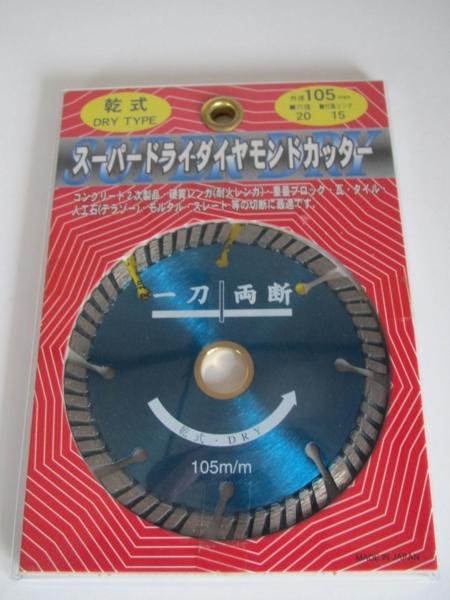 乾式
DRY TYPE
外径105m/m
■内径 ■付属リング
20 15
SUPER DRY
スーパードライダイヤモンドカッター
コンクリート2次製品・硬質レンガ(耐火レンガ)・重量ブロック・瓦・タイル・
人工石(テラゾー)・モルタル・スレート等の切断に最適です。
一刀両断
乾式・DRY
105m/m
MADE IN JAPAN